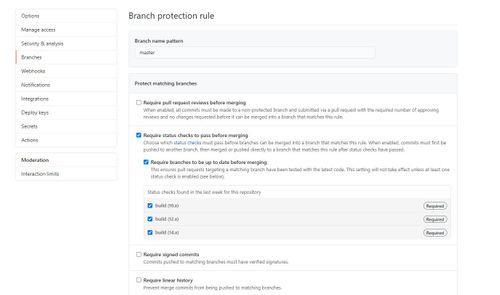 Options
Manage access
Security & analysis
Branches
Webhooks
Notifications
Integrations
Deploy keys
Secrets
Actions
Moderation
Interaction limits
Branch protection rule
Branch name pattern
master
Protect matching branches
Require pull request reviews before merging
When enabled, all commits must be made to a non-protected branch and submitted via a pull request with the required number of approving
reviews and no changes requested before it can be merged into a branch that matches this rule.
Require status checks to pass before merging
Choose which status checks must pass before branches can be merged into a branch that matches this rule. When enabled, commits must first be
pushed to another branch, then merged or pushed directly to a branch that matches this rule after status checks have passed.
Require branches to be up to date before merging
This ensures pull requests targeting a matching branch have been tested with the latest code. This setting will not take effect unless at least one
status check is enabled (see below).
Status checks found in the last week for this repository
build (10.x) Required
build (12.x) Required
build (14.x) Required
Require signed commits
Commits pushed to matching branches must have verified signatures.
Require linear history
Prevent merge commits from being pushed to matching branches.